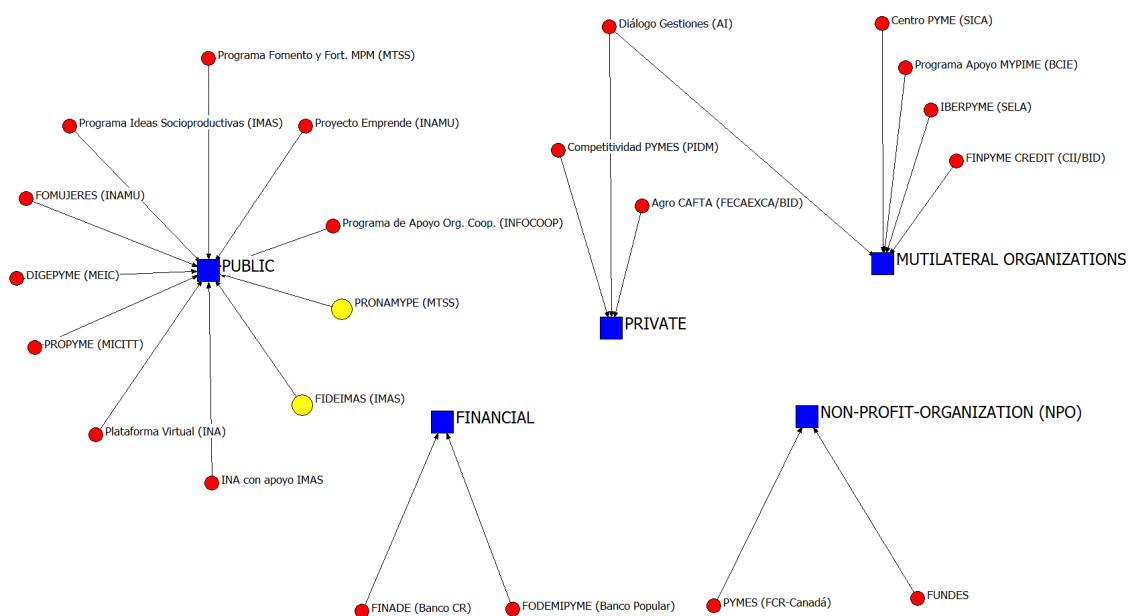 Diálogo Gestiones (AI)
Centro PYME (SICA)
Programa Fomento y Fort. MPM (MTSS)
Programa Apoyo MYPIME (BCIE)
IBERPYME (SELA)
Programa Ideas Socioproductivas (IMAS)
Proyecto Emprende (INAMU)
Competitividad PYMES (PIDM)
FINPYME CREDIT (CII/BID)
FOMUJERES (INAMU)
Agro CAFTA (FECAEXCA/BID)
Programa de Apoyo Org. Coop. (INFOCOOP)
MUTILATERAL ORGANIZATIONS
PUBLIC
DIGEPYME (MEIC)
PRONAMYPE (MTSS)
PRIVATE
PROPYME (MICITT)
FIDEIMAS (IMAS)
FINANCIAL
NON-PROFIT-ORGANIZATION (NPO)
Plataforma Virtual (INA)
INA con apoyo IMAS
FINADE (Banco CR)
FODEMIPYME (Banco Popular)
PYMES (FCR-Canadá)
FUNDES